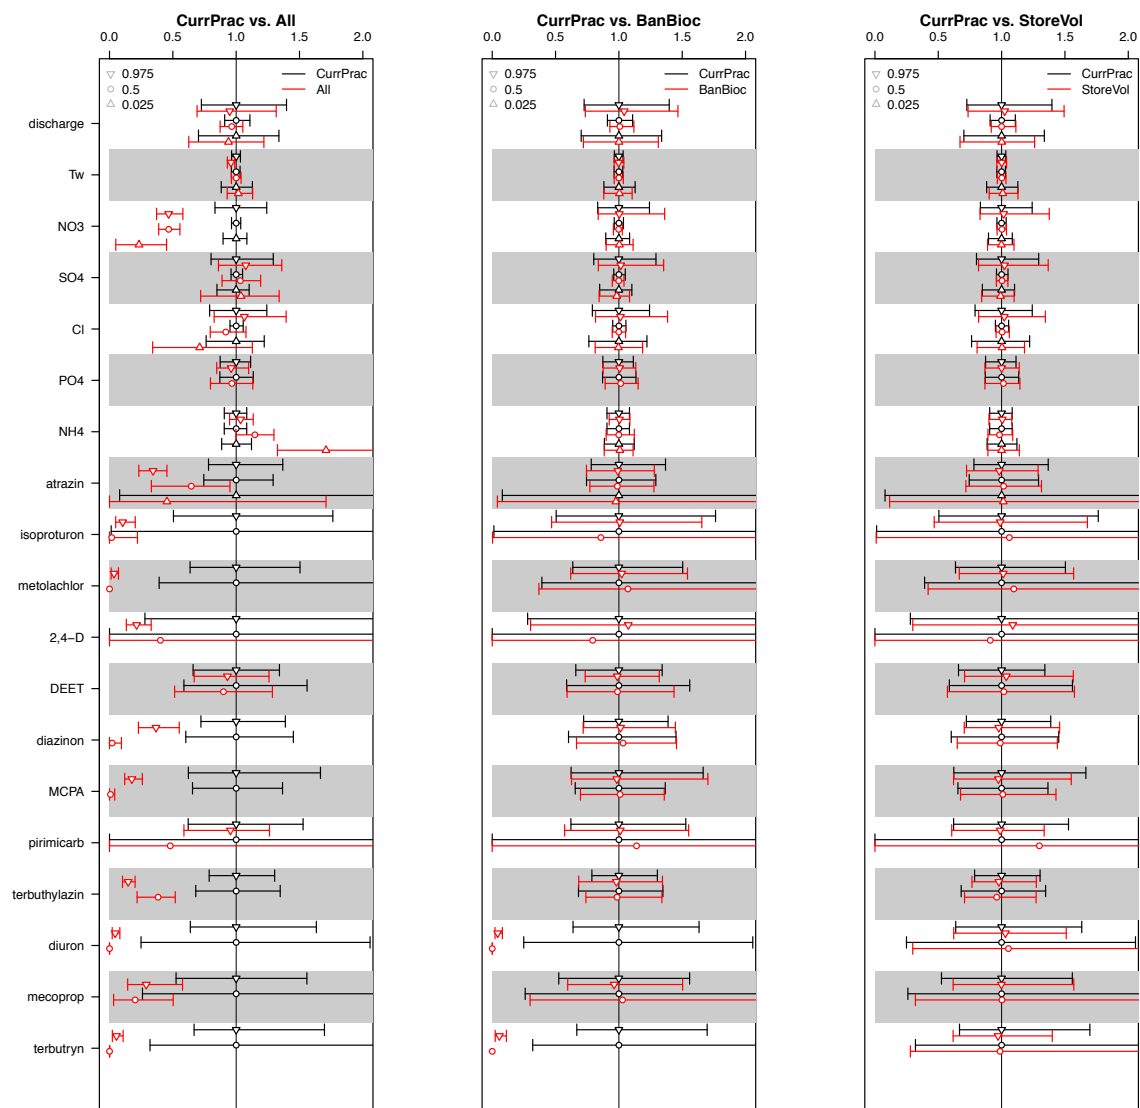 CurrPrac vs. All
CurrPrac vs. BanBioc
CurrPrac vs. StoreVol
0.0 0.5 1.0 1.5 2.0
0.0 0.5 1.0 1.5 2.0
0.0 0.5 1.0 1.5 2.0
0.975
0.5
0.025
CurrPrac
All
0.975
0.5
0.025
CurrPrac
BanBioc
0.975
0.5
0.025
CurrPrac
StoreVol
discharge
Tw
NO3
SO4
Cl
PO4
NH4
atrazin
isoproturon
metolachlor
2,4−D
DEET
diazinon
MCPA
pirimicarb
terbuthylazin
diuron
mecoprop
terbutryn